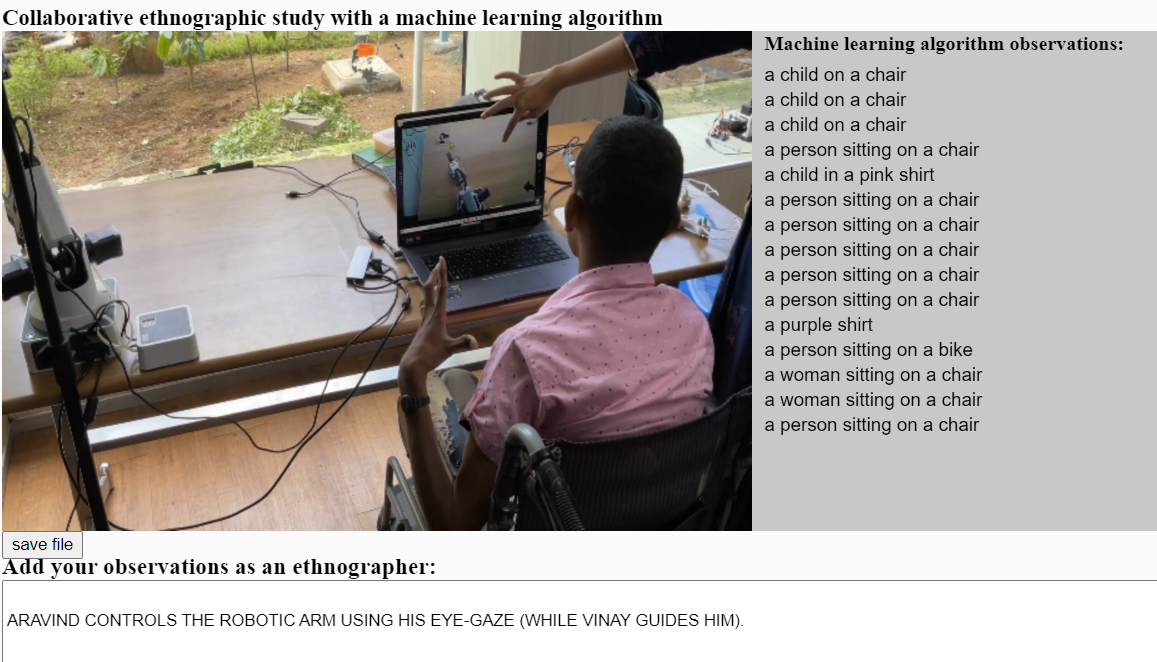 Collaborative ethnographic study with a machine learning algorithm
Machine learning algorithm observations:
a child on a chair
a child on a chair
a child on a chair
a person sitting on a chair
a child in a pink shirt
a person sitting on a chair
a person sitting on a chair
a person sitting on a chair
a person sitting on a chair
a person sitting on a chair
a purple shirt
a person sitting on a bike
a woman sitting on a chair
a woman sitting on a chair
a person sitting on a chair
save file
Add your observations as an ethnographer:
ARAVIND CONTROLS THE ROBOTIC ARM USING HIS EYE-GAZE (WHILE VINAY GUIDES HIM).